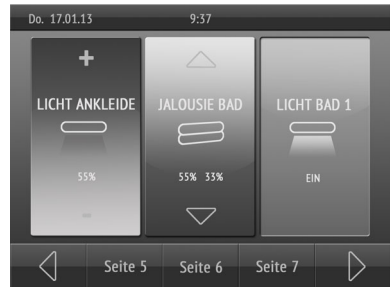 Do. 17.01.13 9:37
+
LICHT ANKLEIDE JALOUSIE BAD LICHT BAD 1
55% 55% 33% EIN
-
Seite 5 Seite 6 Seite 7